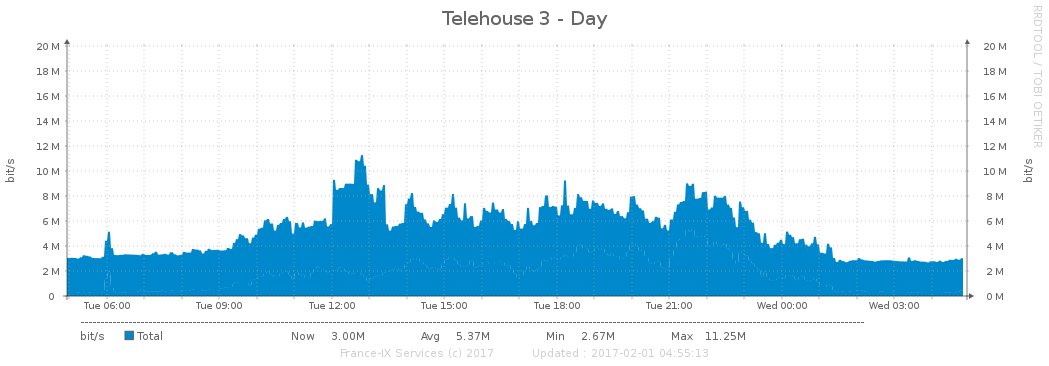 Telehouse 3 - Day
RRDTOOL / TOBI OETIKER
bit/s
bit/s
20 M 20 M
18 M 18 M
16 M 16 M
14 M 14 M
12 M 12 M
10 M 10 M
8 M 8 M
6 M 6 M
4 M 4 M
2 M 2 M
0 0 M
Tue 06:00 Tue 09:00 Tue 12:00 Tue 15:00 Tue 18:00 Tue 21:00 Wed 00:00 Wed 03:00
bit/s Total Now 3.00M Avg 5.37M Min 2.67M Max 11.25M
France-IX Services (c) 2017 Updated : 2017-02-01 04:55:13